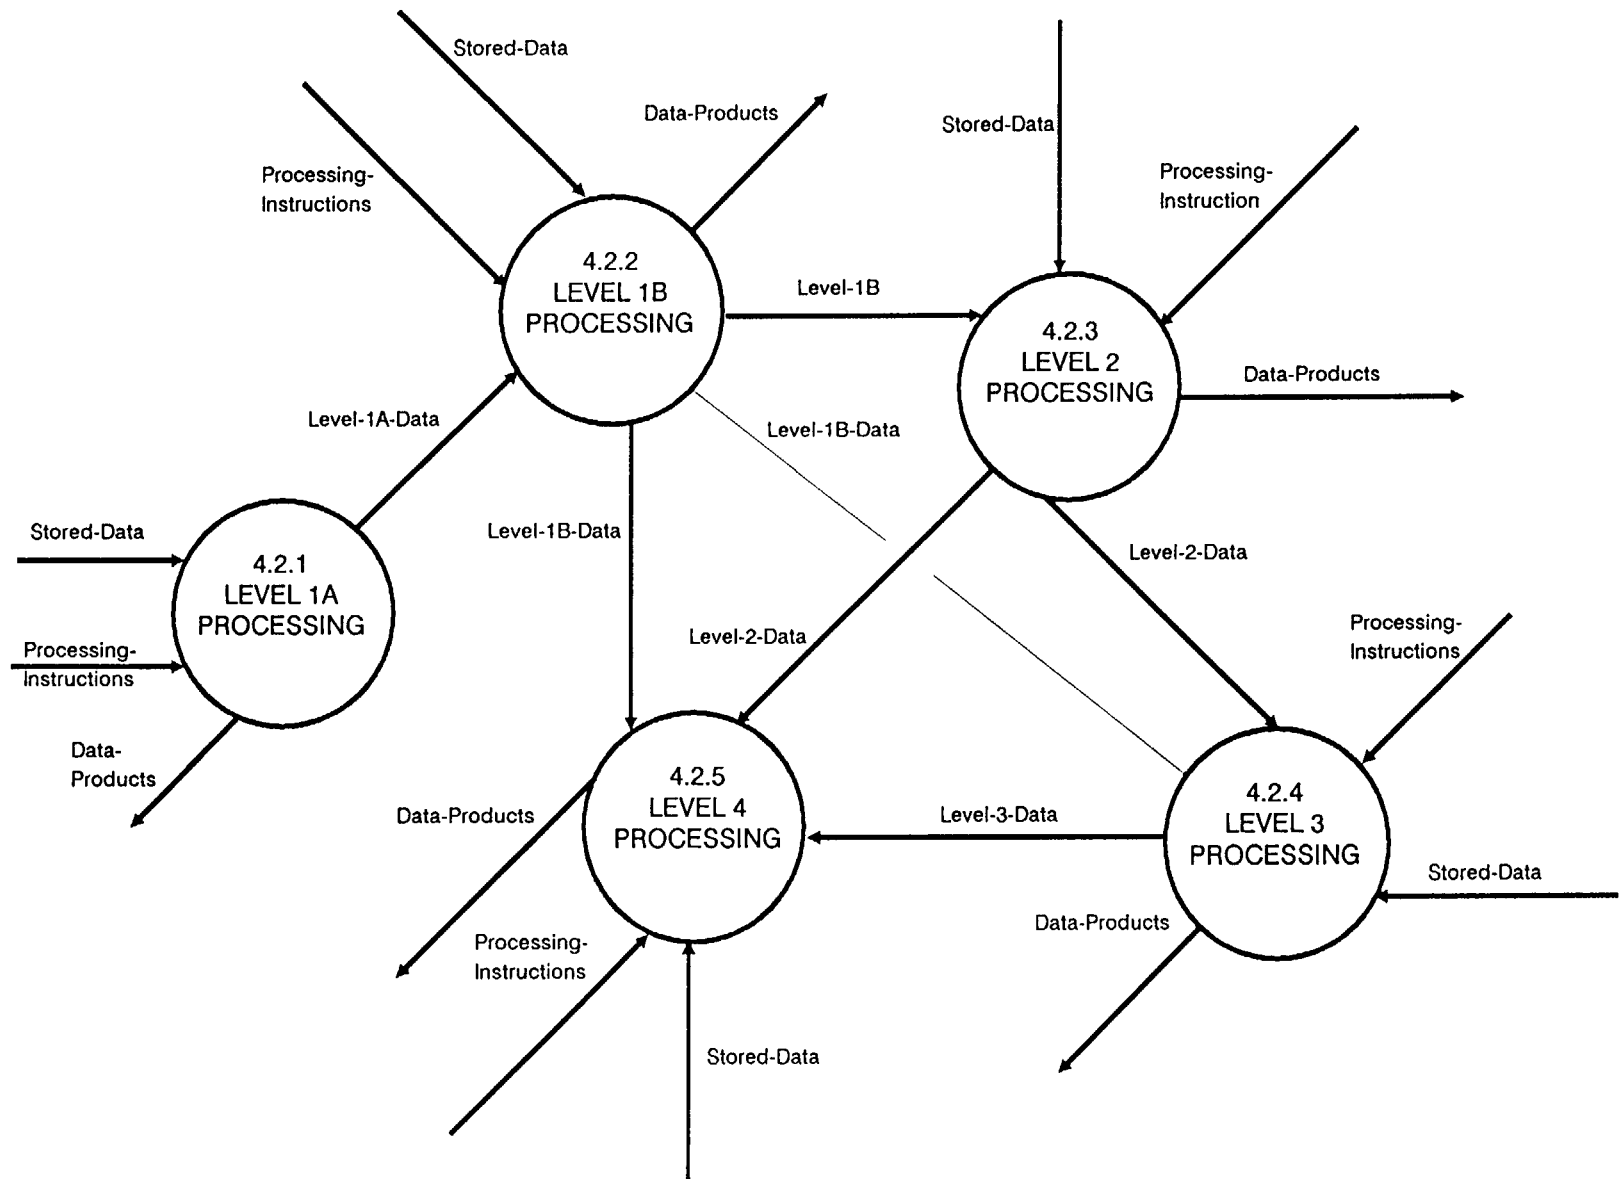 Stored-Data
Data-Products
Stored-Data
Processing-
Instructions
Processing-
Instruction
4.2.2
LEVEL 1B
PROCESSING
Level-1B
4.2.3
LEVEL 2
PROCESSING
Data-Products
Level-1A-Data
Level-1B-Data
Stored-Data
Level-1B-Data
Level-2-Data
4.2.1
LEVEL 1A
PROCESSING
Processing-
Instructions
Level-2-Data
Processing-
Instructions
Data-
Products
4.2.5
LEVEL 4
PROCESSING
Data-Products
Level-3-Data
4.2.4
LEVEL 3
PROCESSING
Stored-Data
Data-Products
Processing-
Instructions
Stored-Data